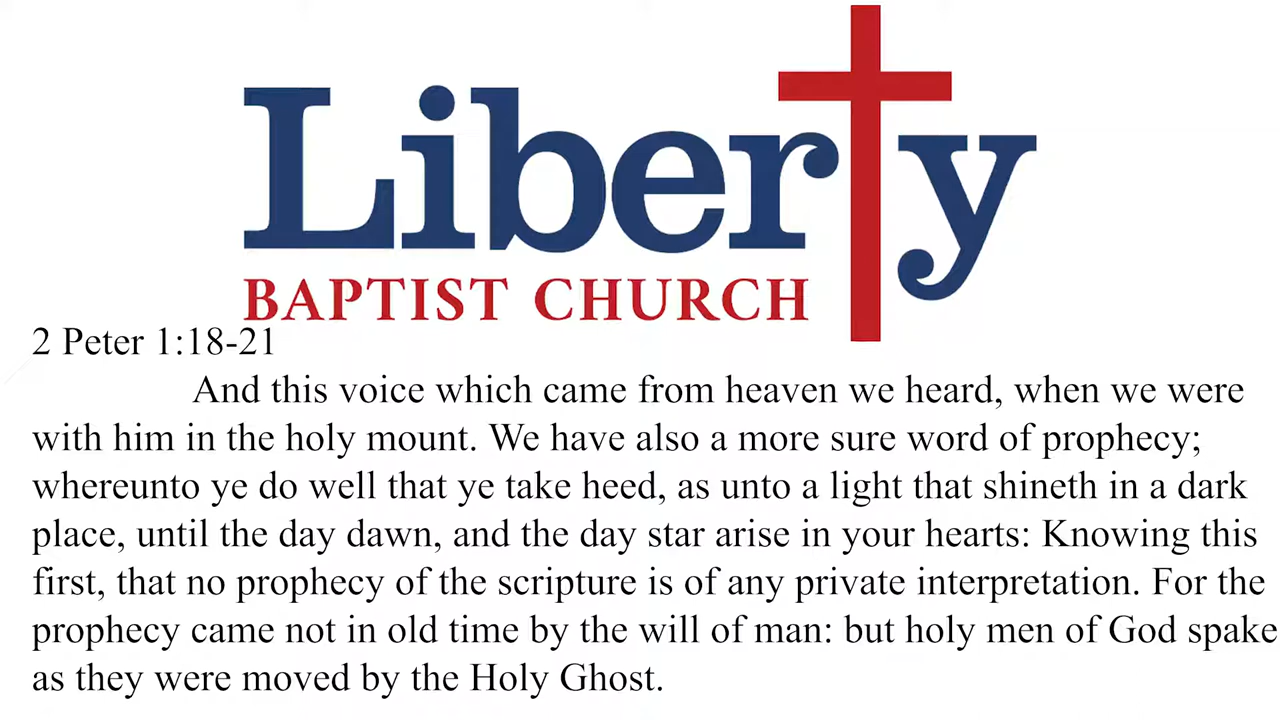 Liberty
BAPTIST CHURCH
2 Peter 1:18-21
And this voice which came from heaven we heard, when we were
with him in the holy mount. We have also a more sure word of prophecy;
whereunto ye do well that ye take heed, as unto a light that shineth in a dark
place, until the day dawn, and the day star arise in your hearts: Knowing this
first, that no prophecy of the scripture is of any private interpretation. For the
prophecy came not in old time by the will of man: but holy men of God spake
as they were moved by the Holy Ghost.